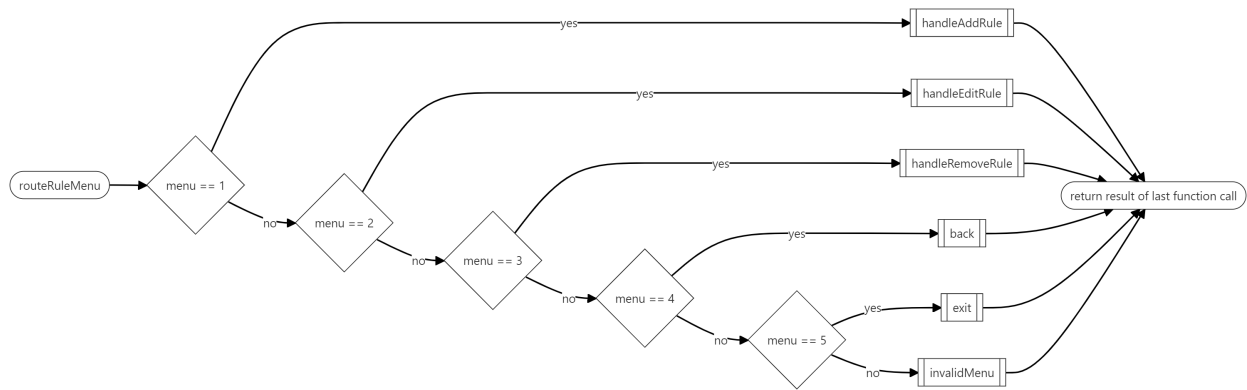 yes
handleAddRule
yes
handleEditRule
yes
handleRemoveRule
routeRuleMenu
menu == 1
return result of last function call
no
menu == 2
yes
back
no
menu == 3
no
menu == 4
yes
exit
no
menu == 5
no
invalidMenu